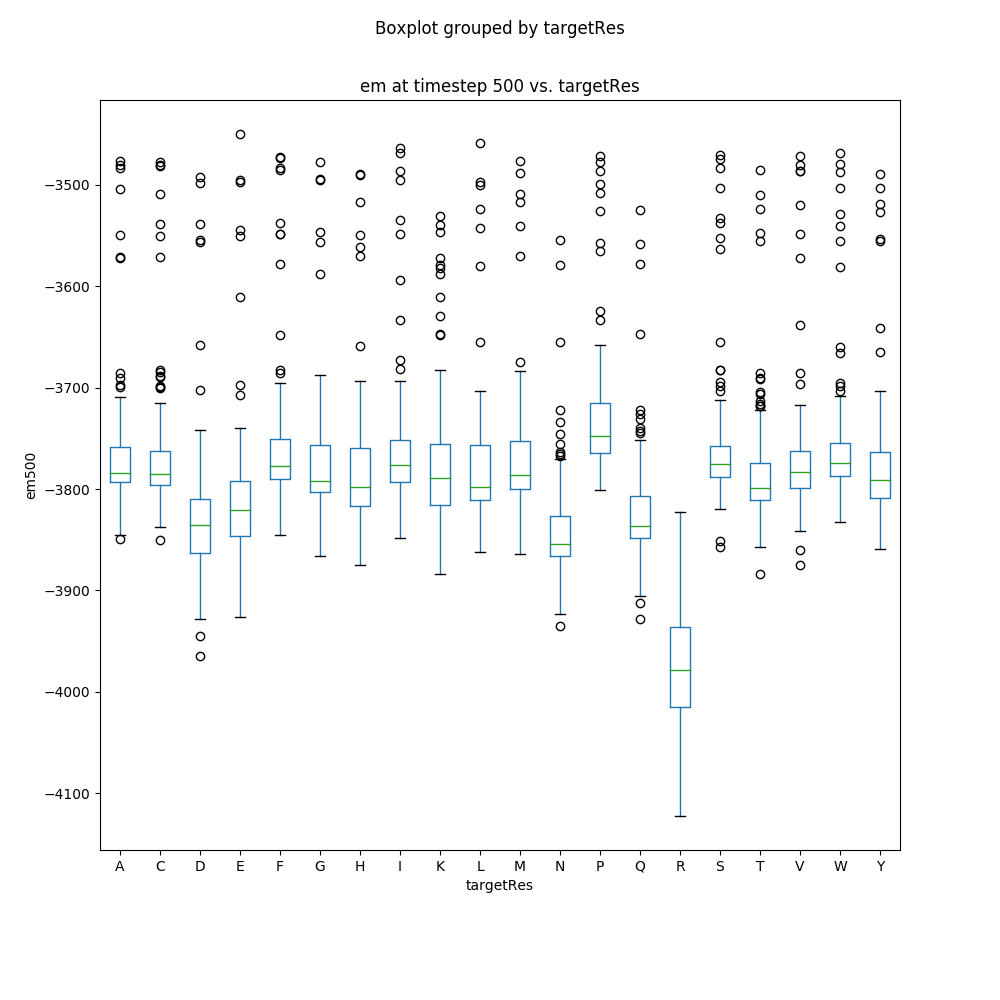 Boxplot grouped by targetRes
em at timestep 500 vs. targetRes
−3500
−3600
−3700
−3800
−3900
−4000
−4100
em500
A C D E F G H I K L M N P Q R S T V W Y
targetRes